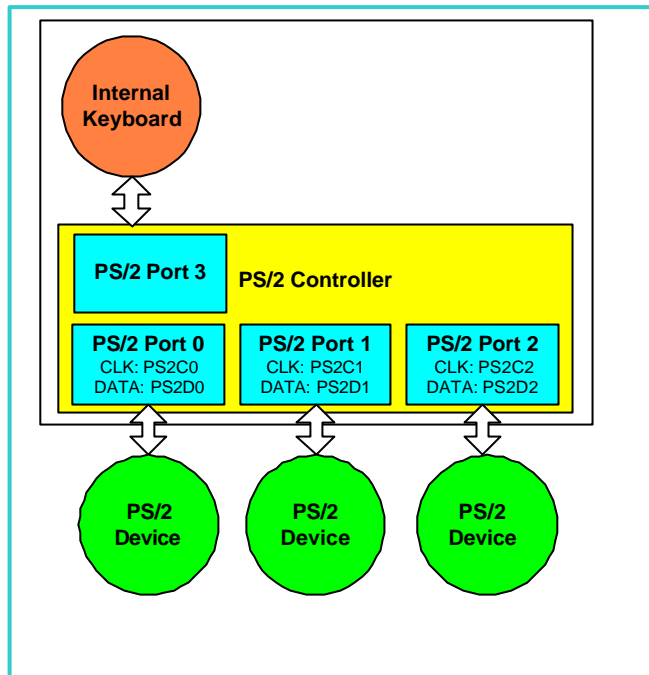 Internal
Keyboard
PS/2 Port 3
PS/2 Controller
PS/2 Port 0
CLK: PS2C0
DATA: PS2D0
PS/2 Port 1
CLK: PS2C1
DATA: PS2D1
PS/2 Port 2
CLK: PS2C2
DATA: PS2D2
PS/2
Device
PS/2
Device
PS/2
Device